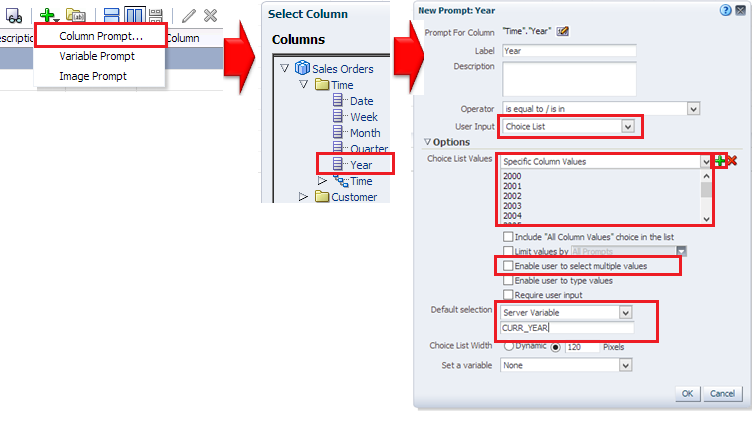 escription
Column
Column Prompt...
Variable Prompt
Image Prompt
Select Column
Columns
Sales Orders
Time
Date
Week
Month
Quarter
Year
Time
Customer
New Prompt: Year
Prompt For Column "Time"."Year"
Label Year
Description
Operator is equal to / is in
User Input Choice List
Options
Choice List Values Specific Column Values
2000
2001
2002
2003
2004
Include "All Column Values" choice in the list
Limit values by All Prompts
Enable user to select multiple values
Enable user to type values
Require user input
Default selection Server Variable
CURR_YEAR
Choice List Width Dynamic 120 Pixels
Set a variable None
OK Cancel